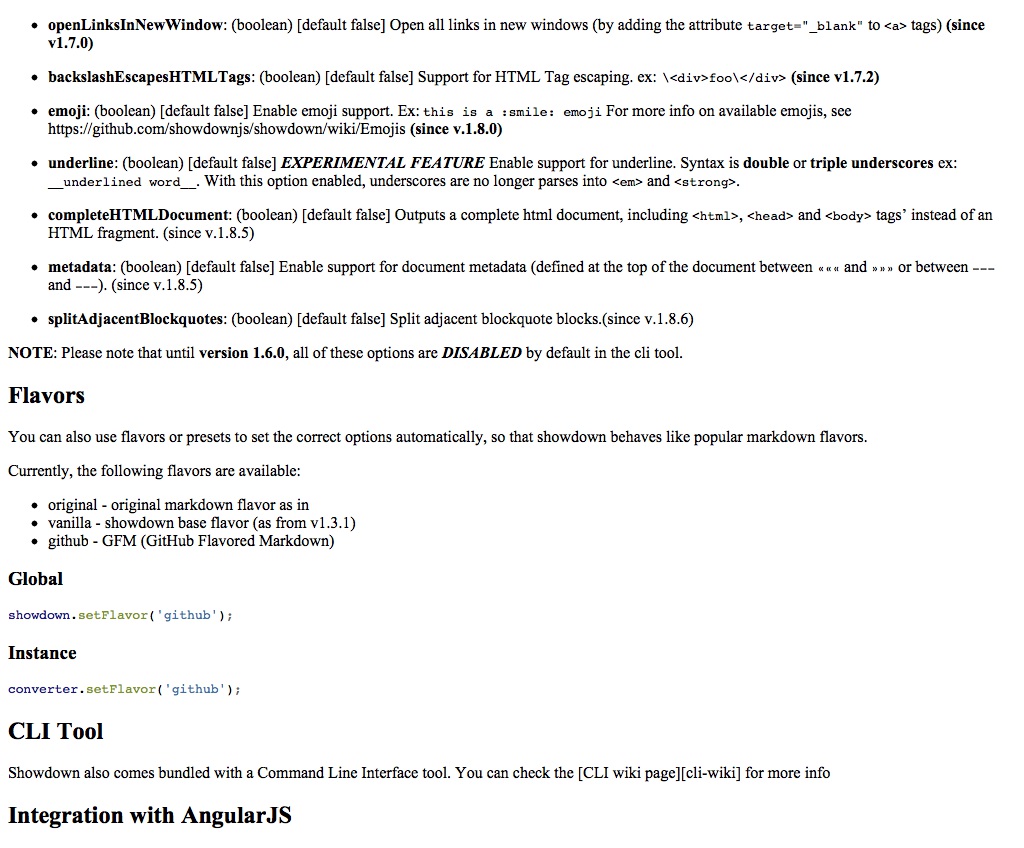 • openLinksInNewWindow: (boolean) [default false] Open all links in new windows (by adding the attribute target="_blank" to <a> tags) (since
v1.7.0)
• backslashEscapesHTMLTags: (boolean) [default false] Support for HTML Tag escaping. ex: \<div>foo\</div> (since v1.7.2)
• emoji: (boolean) [default false] Enable emoji support. Ex: this is a :smile: emoji For more info on available emojis, see
https://github.com/showdownjs/showdown/wiki/Emojis (since v.1.8.0)
• underline: (boolean) [default false] EXPERIMENTAL FEATURE Enable support for underline. Syntax is double or triple underscores ex:
__underlined word__. With this option enabled, underscores are no longer parses into <em> and <strong>.
• completeHTMLDocument: (boolean) [default false] Outputs a complete html document, including <html>, <head> and <body> tags’ instead of an
HTML fragment. (since v.1.8.5)
• metadata: (boolean) [default false] Enable support for document metadata (defined at the top of the document between ««« and »»» or between ---
and ---). (since v.1.8.5)
• splitAdjacentBlockquotes: (boolean) [default false] Split adjacent blockquote blocks.(since v.1.8.6)
NOTE: Please note that until version 1.6.0, all of these options are DISABLED by default in the cli tool.
Flavors
You can also use flavors or presets to set the correct options automatically, so that showdown behaves like popular markdown flavors.
Currently, the following flavors are available:
• original - original markdown flavor as in
• vanilla - showdown base flavor (as from v1.3.1)
• github - GFM (GitHub Flavored Markdown)
Global
showdown.setFlavor('github');
Instance
converter.setFlavor('github');
CLI Tool
Showdown also comes bundled with a Command Line Interface tool. You can check the [CLI wiki page][cli-wiki] for more info
Integration with AngularJS